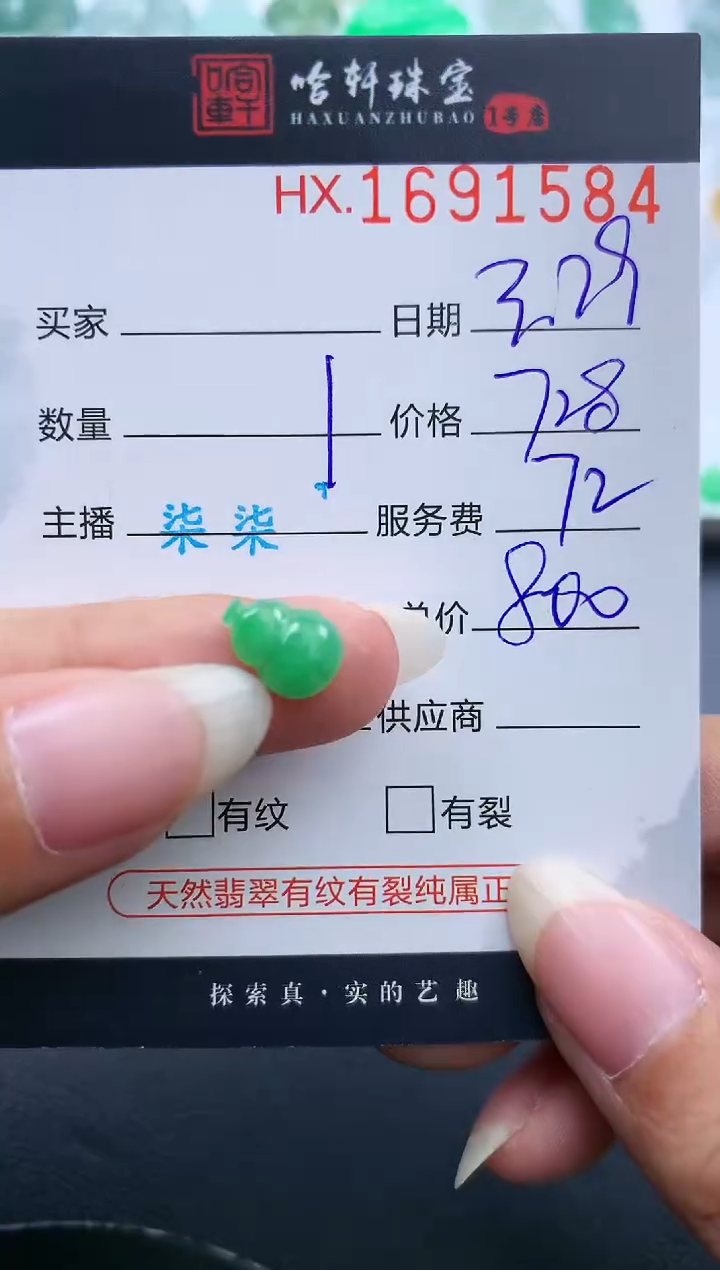 哈轩珠宝
HAXUANZHUBAO 1号店
HX.1691584
买家 日期 3.29
数量 1 价格 728
主播 柒柒 服务费 72
总价 800
供应商
有纹 有裂
天然翡翠有纹有裂纯属正
探索真·实的艺趣